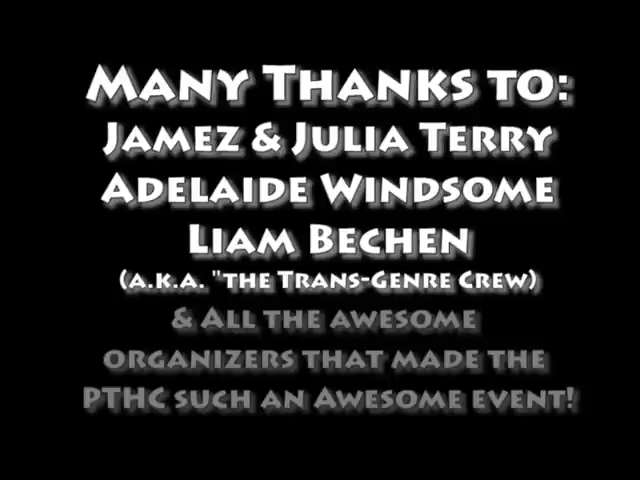 Many Thanks to:
Jamez & Julia Terry
Adelaide Windsome
Liam Bechen
(a.k.a. "the Trans-Genre Crew)
& All the awesome
organizers that made the
PTHC such an Awesome event!